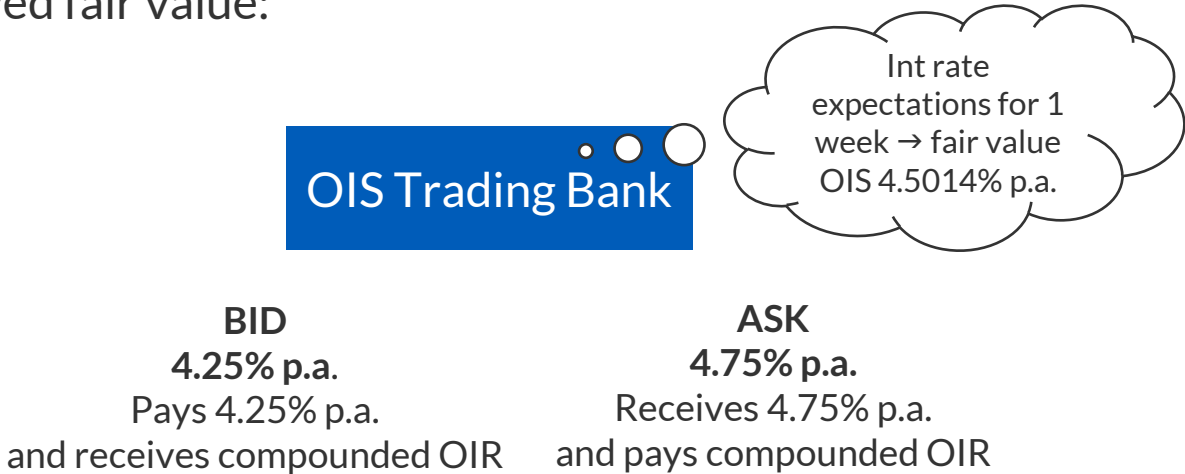 ed fair value:
Int rate
expectations for 1
week → fair value
OIS 4.5014% p.a.
OIS Trading Bank
BID
4.25% p.a.
Pays 4.25% p.a.
and receives compounded OIR
ASK
4.75% p.a.
Receives 4.75% p.a.
and pays compounded OIR